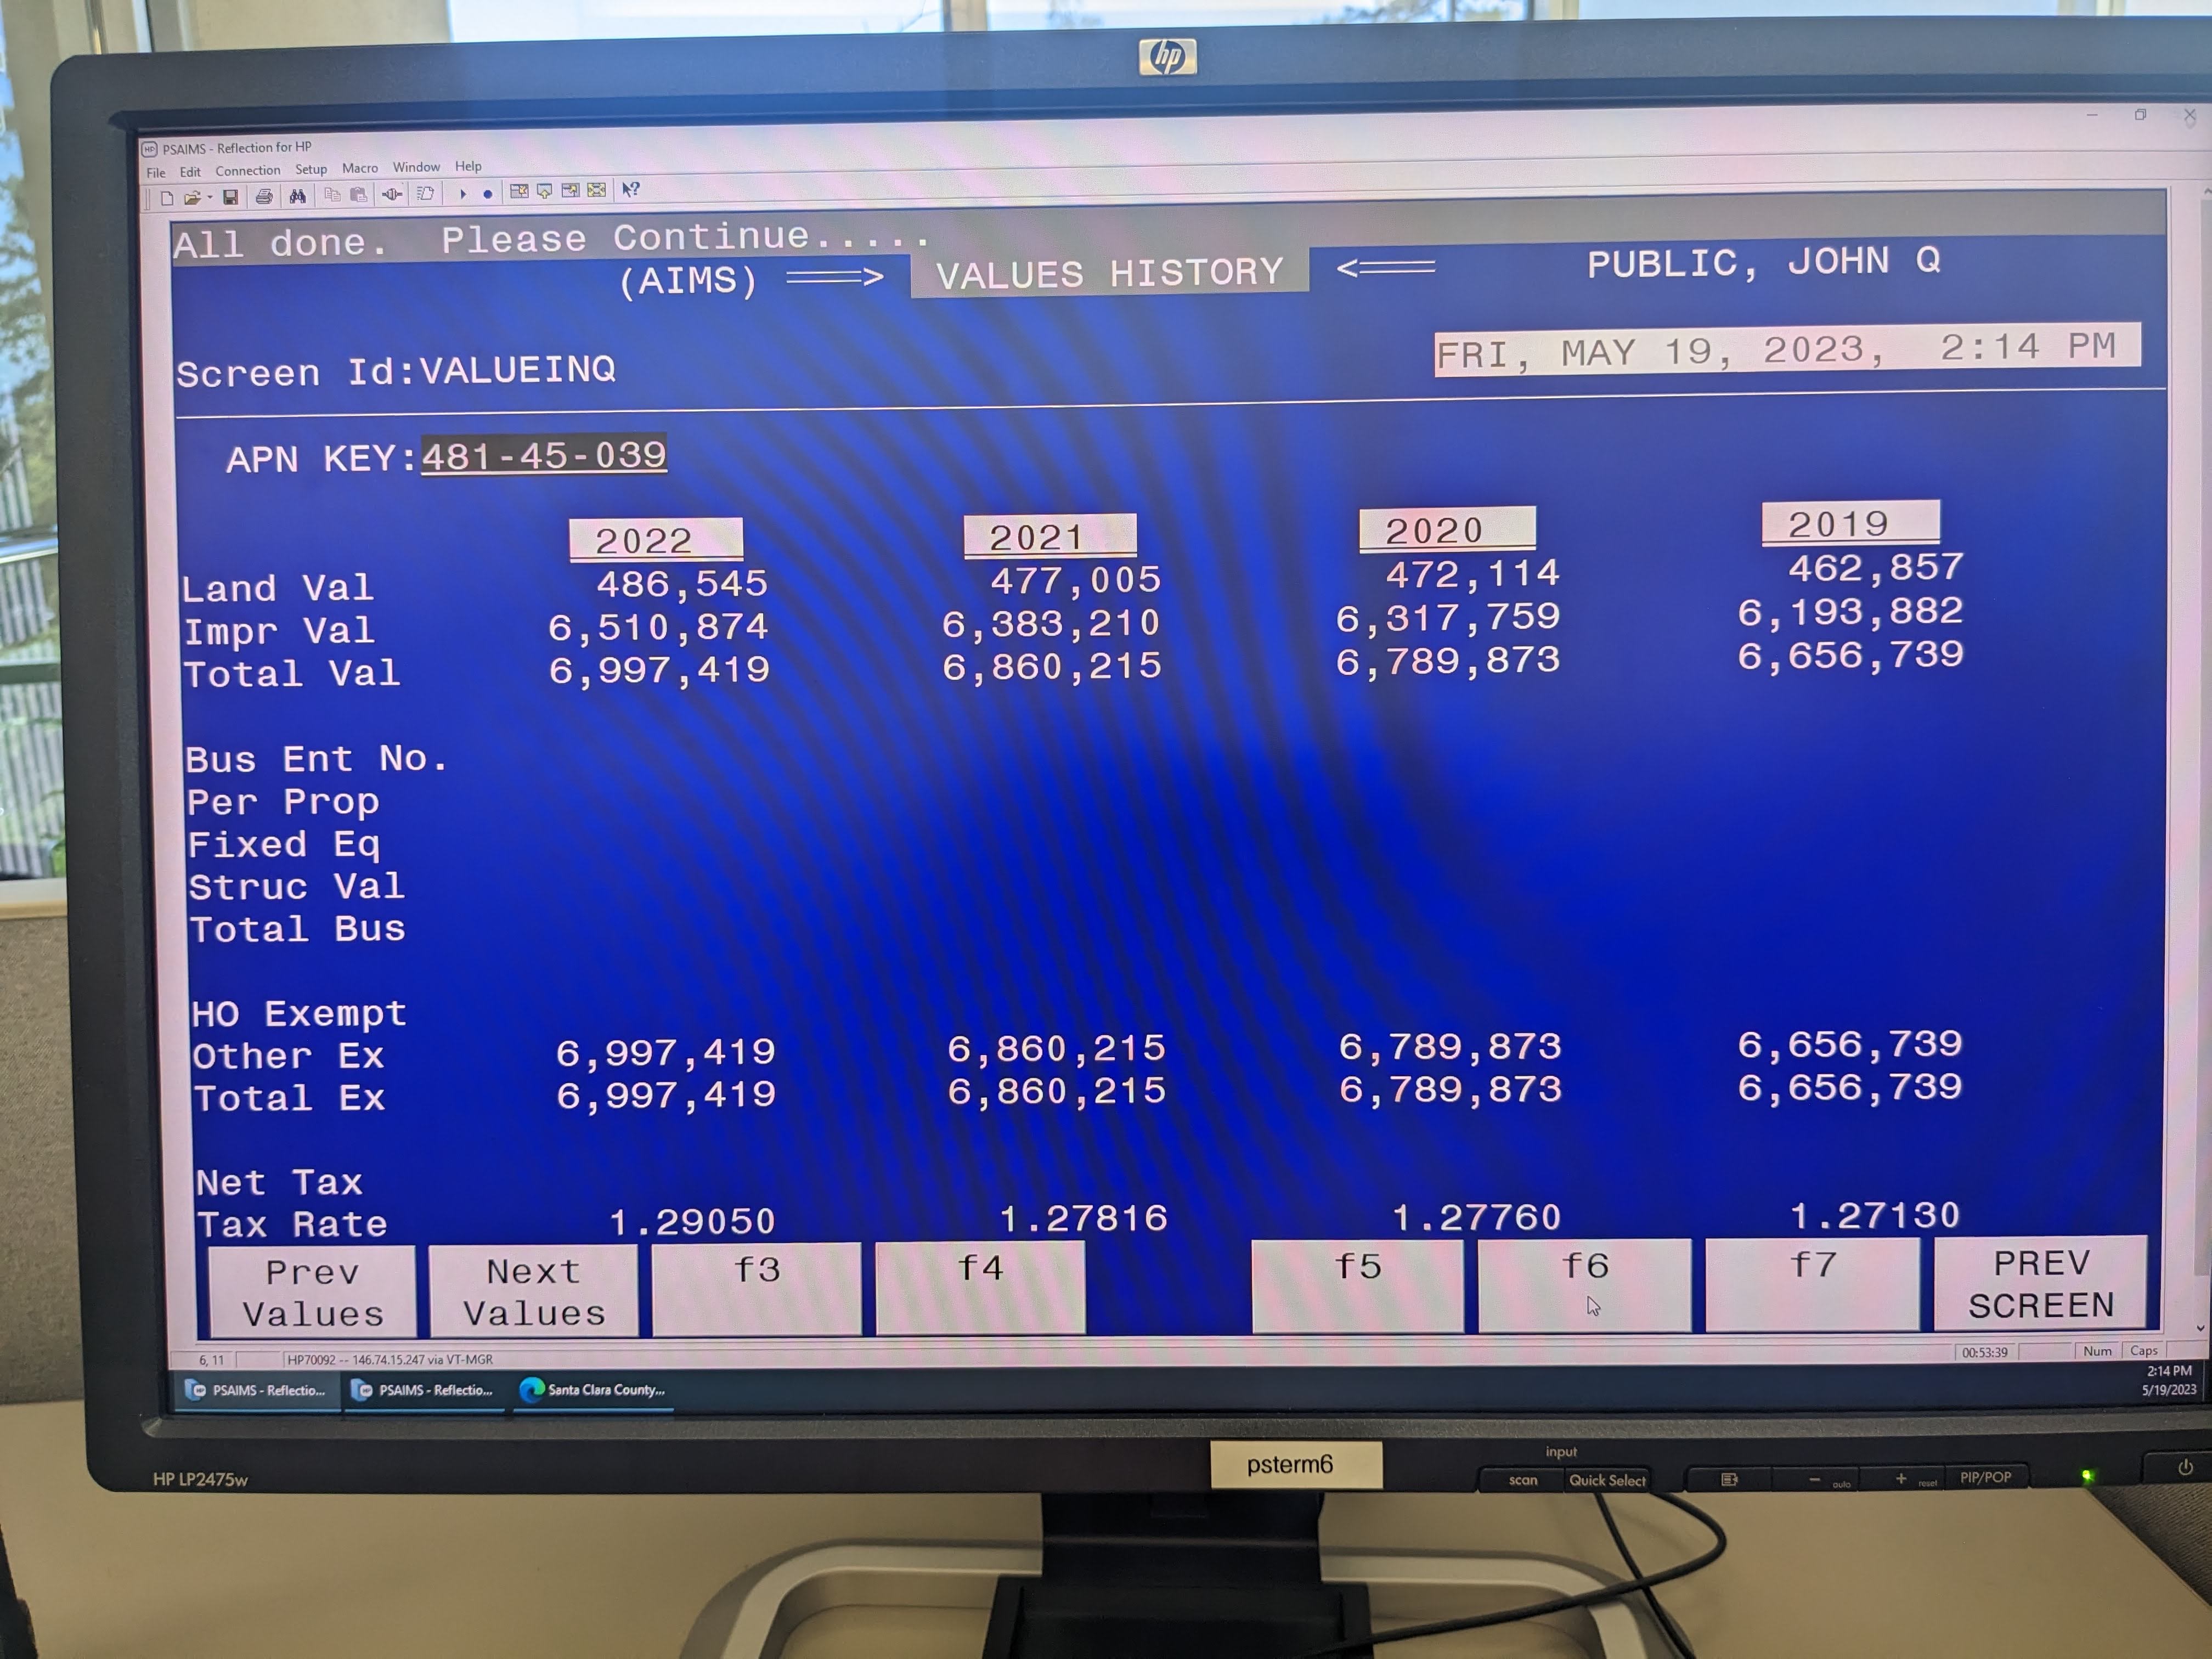 hp
PSAIMS - Reflection for HP
File Edit Connection Setup Macro Window Help
All done. Please Continue.....
(AIMS) ===> VALUES HISTORY <=== PUBLIC, JOHN Q
Screen Id:VALUEINQ FRI, MAY 19, 2023, 2:14 PM
APN KEY:481-45-039
2022 2021 2020 2019
Land Val 486,545 477,005 472,114 462,857
Impr Val 6,510,874 6,383,210 6,317,759 6,193,882
Total Val 6,997,419 6,860,215 6,789,873 6,656,739
Bus Ent No.
Per Prop
Fixed Eq
Struc Val
Total Bus
HO Exempt
Other Ex 6,997,419 6,860,215 6,789,873 6,656,739
Total Ex 6,997,419 6,860,215 6,789,873 6,656,739
Net Tax
Tax Rate 1.29050 1.27816 1.27760 1.27130
Prev Values Next Values f3 f4 f5 f6 f7 PREV SCREEN
6, 11 HP70092 -- 146.74.15.247 via VT-MGR 00:53:39 Num Caps
PSAIMS - Reflectio... PSAIMS - Reflectio... Santa Clara County... 2:14 PM
5/19/2023
HP LP2475w
psterm6
input
scan Quick Select - auto + reset PIP/POP